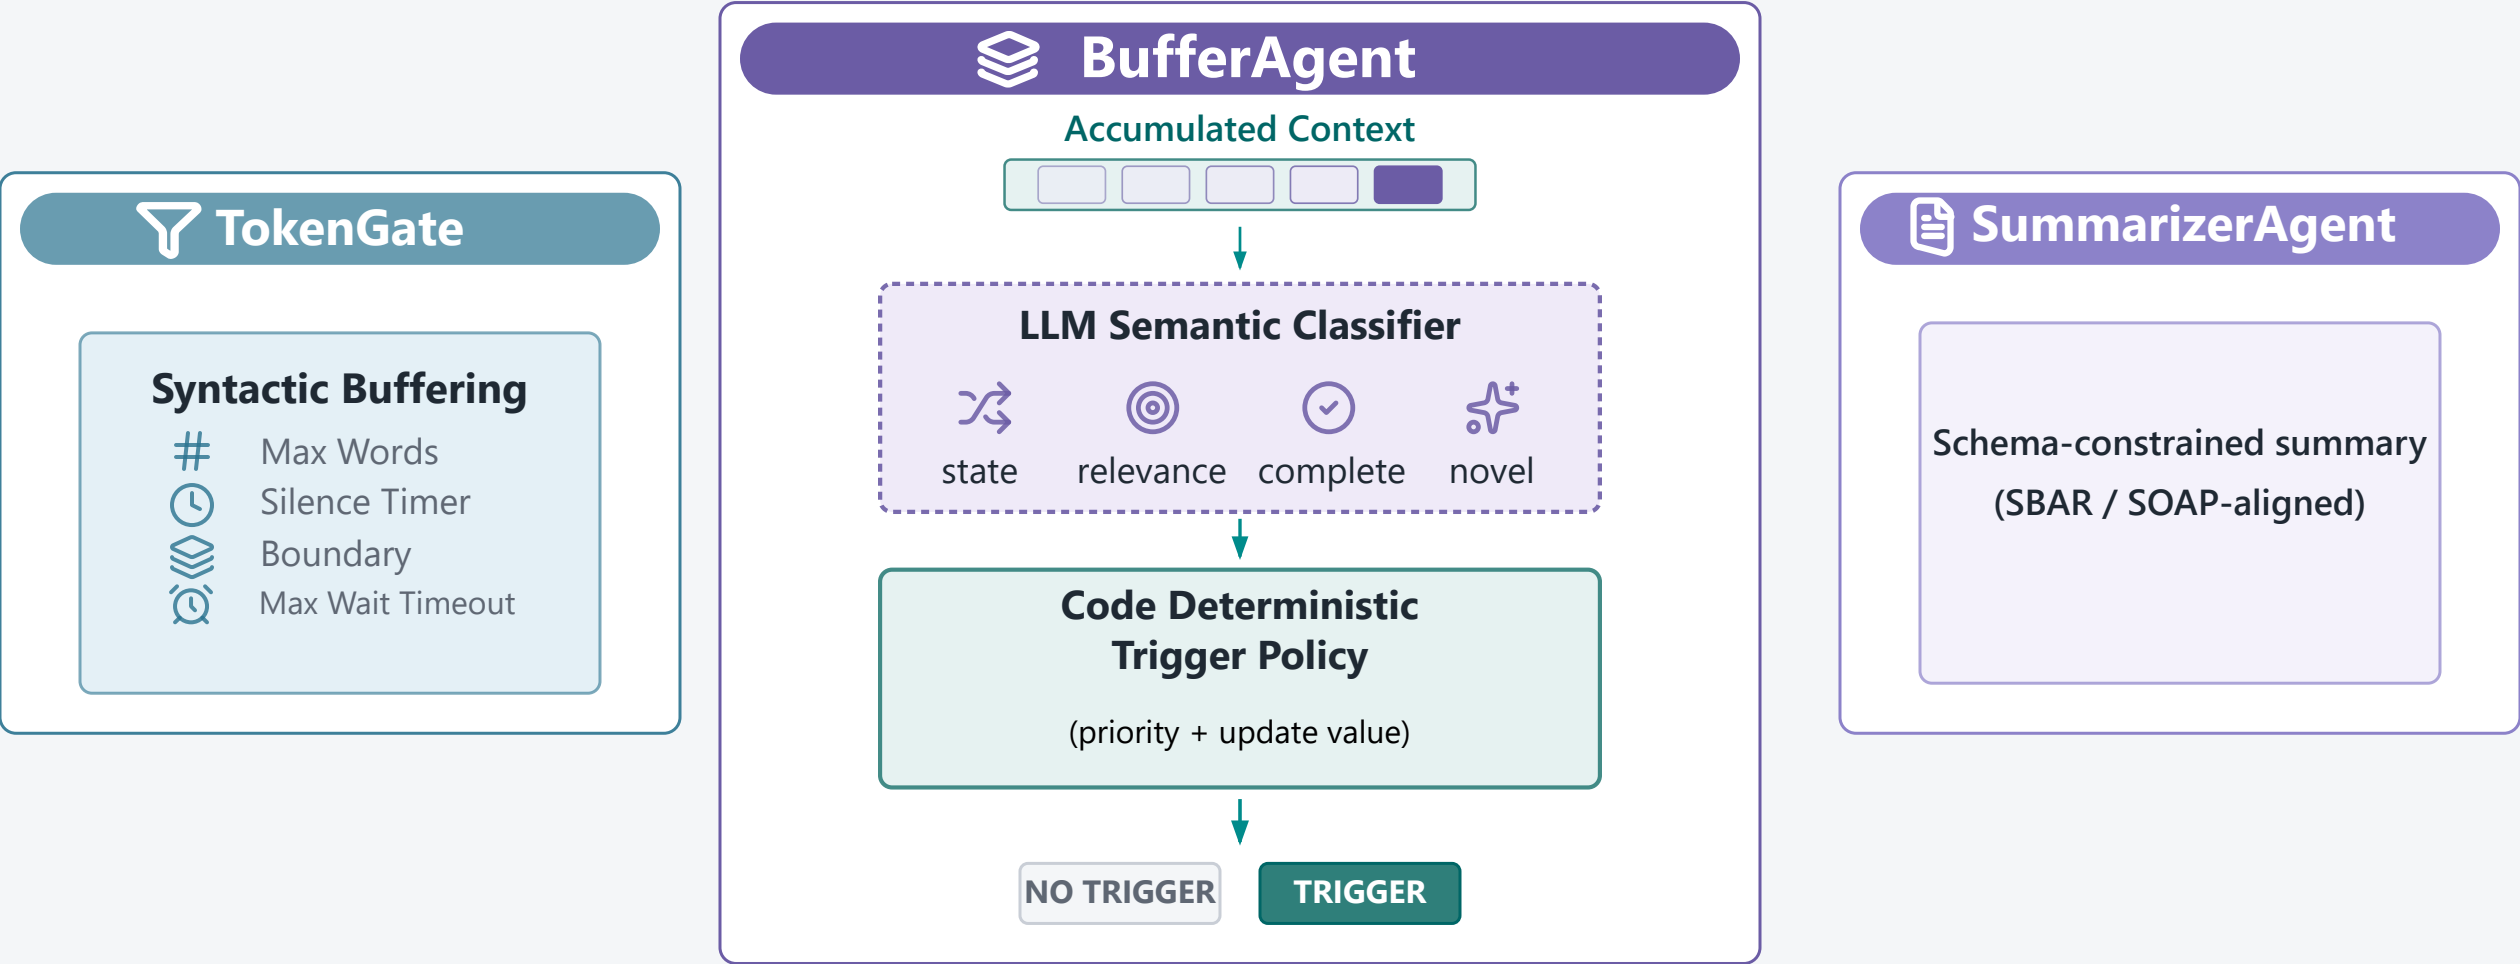 TokenGate
Syntactic Buffering
Max Words
Silence Timer
Boundary
Max Wait Timeout
BufferAgent
Accumulated Context
LLM Semantic Classifier
state relevance complete novel
Code Deterministic
Trigger Policy
(priority + update value)
NO TRIGGER TRIGGER
SummarizerAgent
Schema-constrained summary
(SBAR / SOAP-aligned)